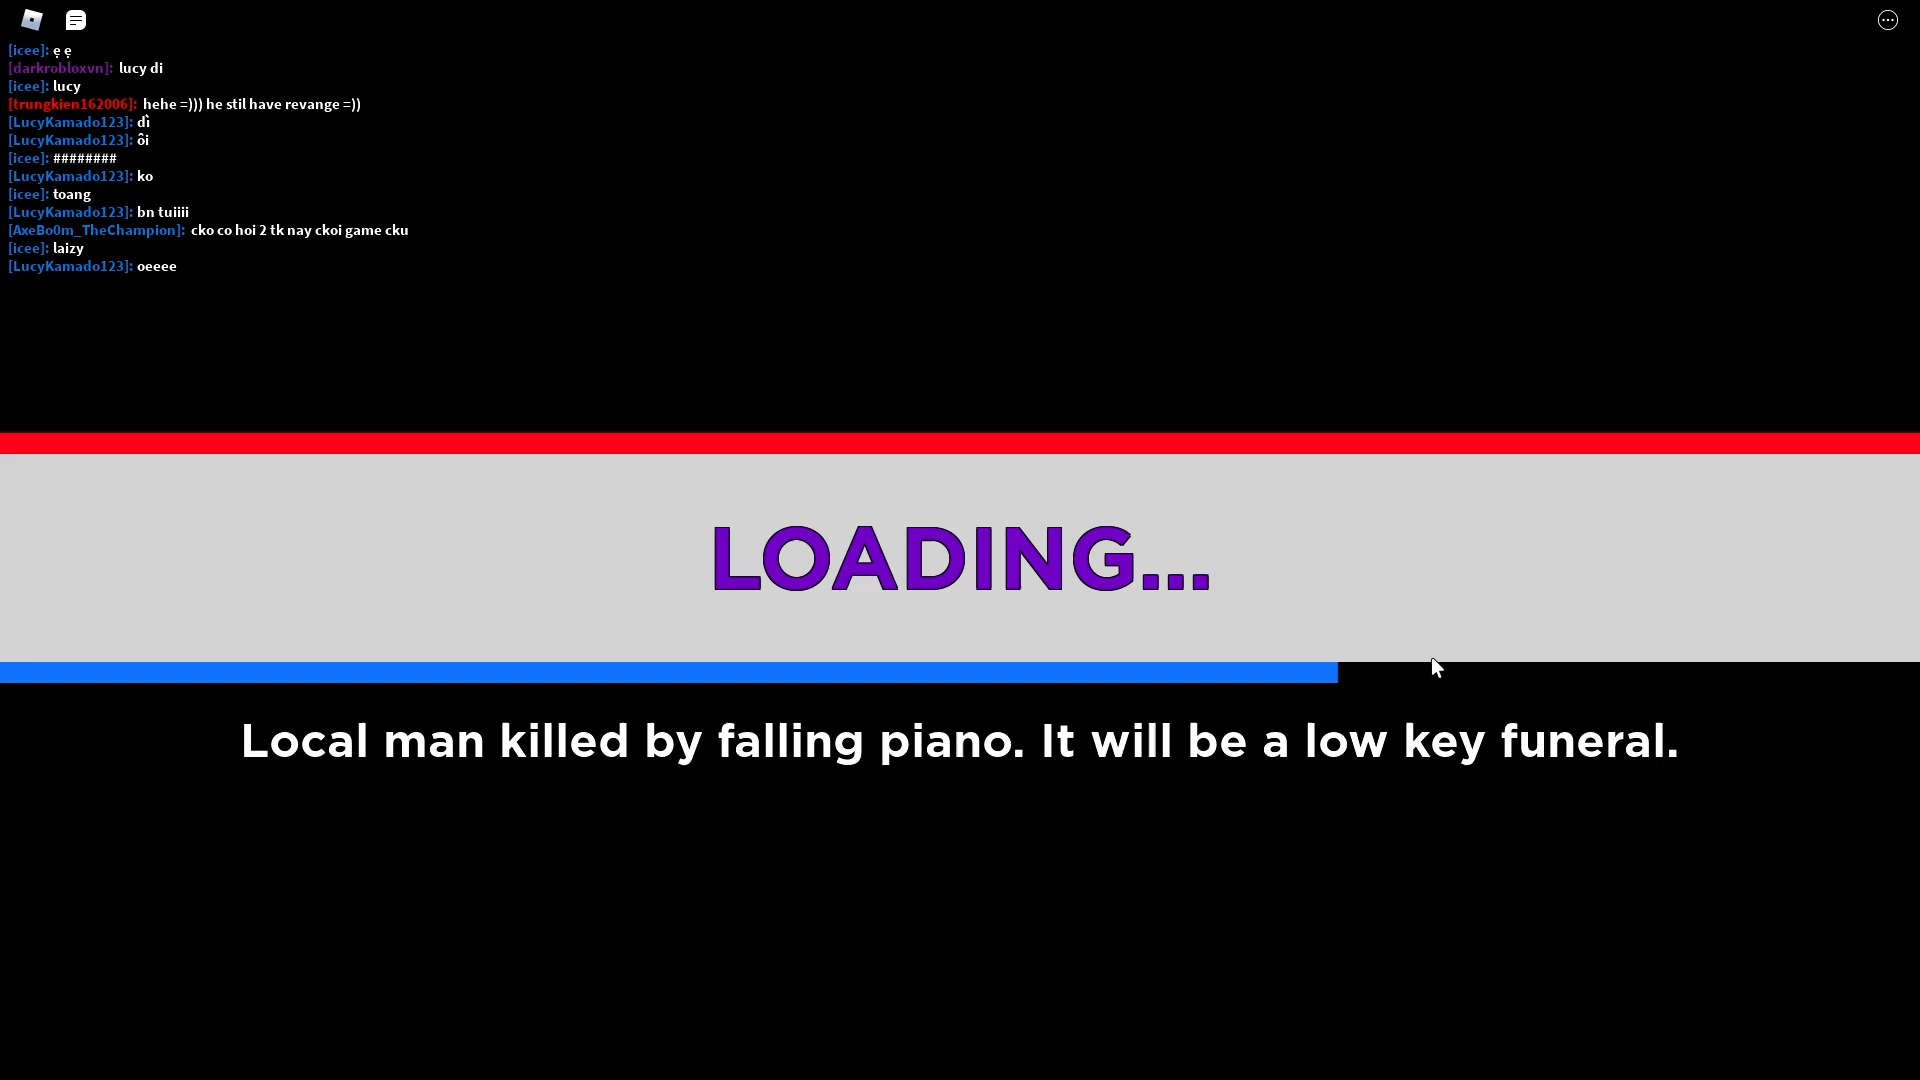 [icee]: ẹ ẹ
[darkrobloxvn]: lucy di
[icee]: lucy
[trungkien162006]: hehe =))) he stil have revange =))
[LucyKamado123]: dì
[LucyKamado123]: ôi
[icee]: ########
[LucyKamado123]: ko
[icee]: toang
[LucyKamado123]: bn tuiiii
[AxeBo0m_TheChampion]: cko co hoi 2 tk nay ckoi game cku
[icee]: laizy
[LucyKamado123]: oeeee
LOADING...
Local man killed by falling piano. It will be a low key funeral.